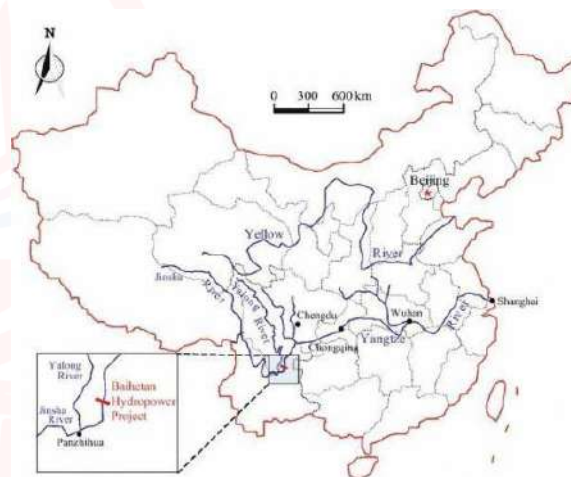 N
0 300 600km
Beijing
Yellow
River
Jinsha
River
Yalong
River
Chengdu
Chongqing
Yangtze
Wuhan
River
Shanghai
Yalong
River
Jinsha
River
Panzhihua
Baihetan
Hydropower
Project